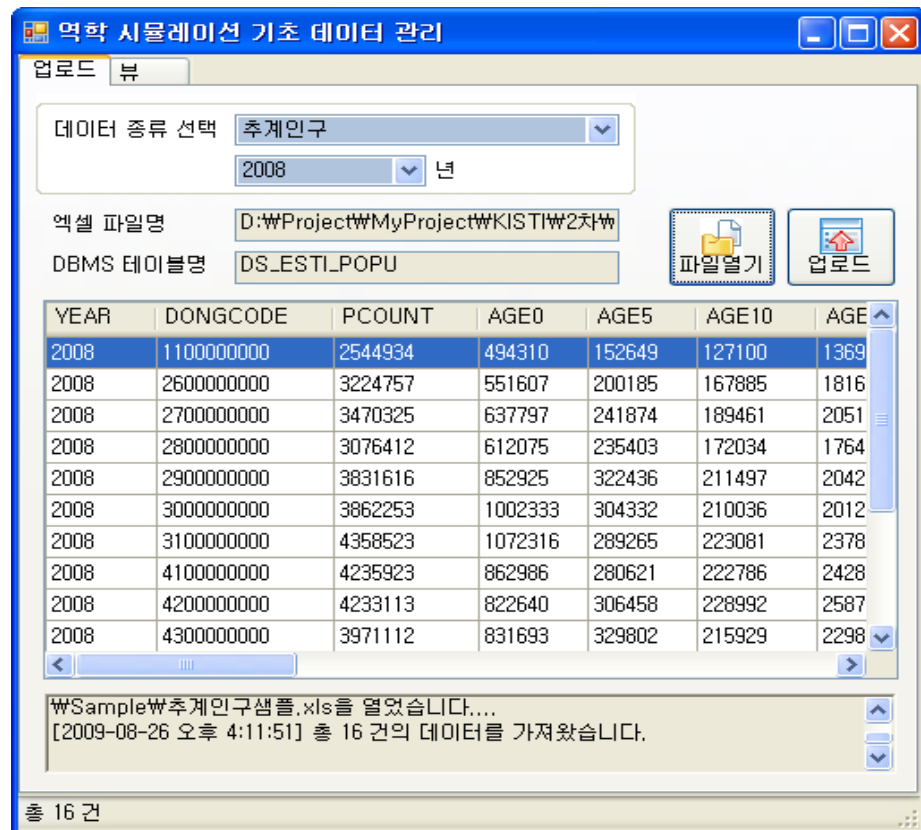 역학 시뮬레이션 기초 데이터 관리
업로드 뷰
데이터 종류 선택 추계인구
2008 년
엑셀 파일명 D:₩Project₩MyProject₩KISTI₩2차₩
DBMS 테이블명 DS_ESTI_POPU
파일열기 업로드
YEAR DONGCODE PCOUNT AGE0 AGE5 AGE10 AGE
2008 1100000000 2544934 494310 152649 127100 1369
2008 2600000000 3224757 551607 200185 167885 1816
2008 2700000000 3470325 637797 241874 189461 2051
2008 2800000000 3076412 612075 235403 172034 1764
2008 2900000000 3831616 852925 322436 211497 2042
2008 3000000000 3862253 1002333 304332 210036 2012
2008 3100000000 4358523 1072316 289265 223081 2378
2008 4100000000 4235923 862986 280621 222786 2428
2008 4200000000 4233113 822640 306458 228992 2587
2008 4300000000 3971112 831693 329802 215929 2298
₩Sample₩추계인구샘플.xls을 열었습니다....
[2009-08-26 오후 4:11:51] 총 16 건의 데이터를 가져왔습니다.
총 16 건